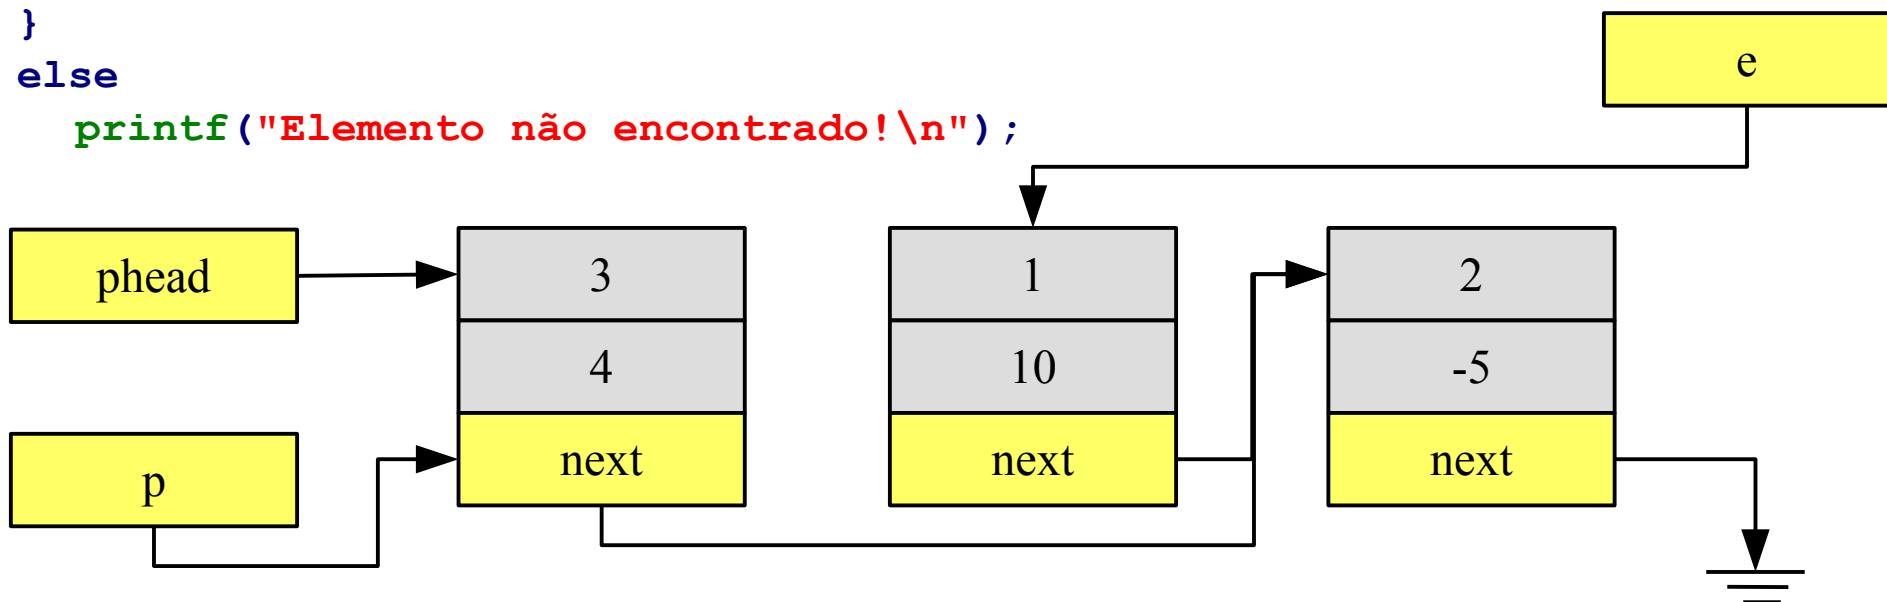 }
else
printf("Elemento não encontrado!\n");
e
phead
3
1
2
4
10
-5
p
next
next
next